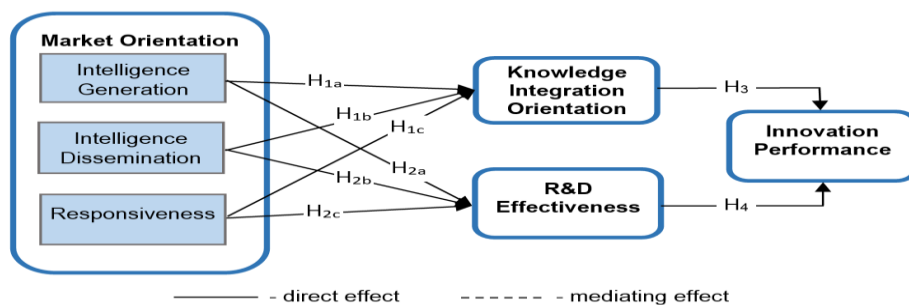 Market Orientation
Intelligence
Generation
Intelligence
Dissemination
Responsiveness
H1a
H1b
H1c
H2a
H2b
H2c
Knowledge
Integration
Orientation
R&D
Effectiveness
H3
H4
Innovation
Performance
- direct effect
- mediating effect